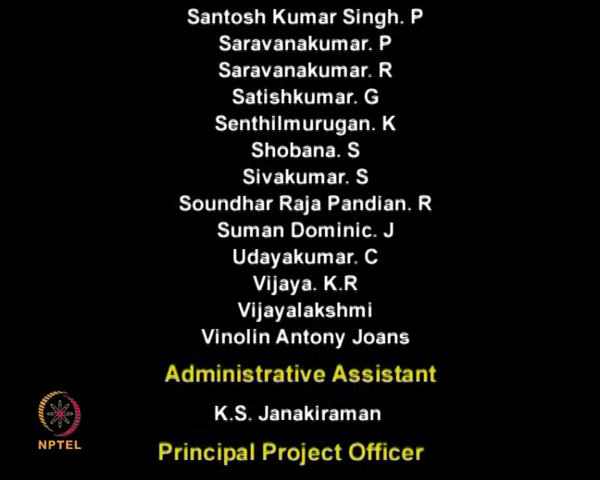 Santosh Kumar Singh. P
Saravanakumar. P
Saravanakumar. R
Satishkumar. G
Senthilmurugan. K
Shobana. S
Sivakumar. S
Soundhar Raja Pandian. R
Suman Dominic. J
Udayakumar. C
Vijaya. K.R
Vijayalakshmi
Vinolin Antony Joans
Administrative Assistant
K.S. Janakiraman
NPTEL
Principal Project Officer